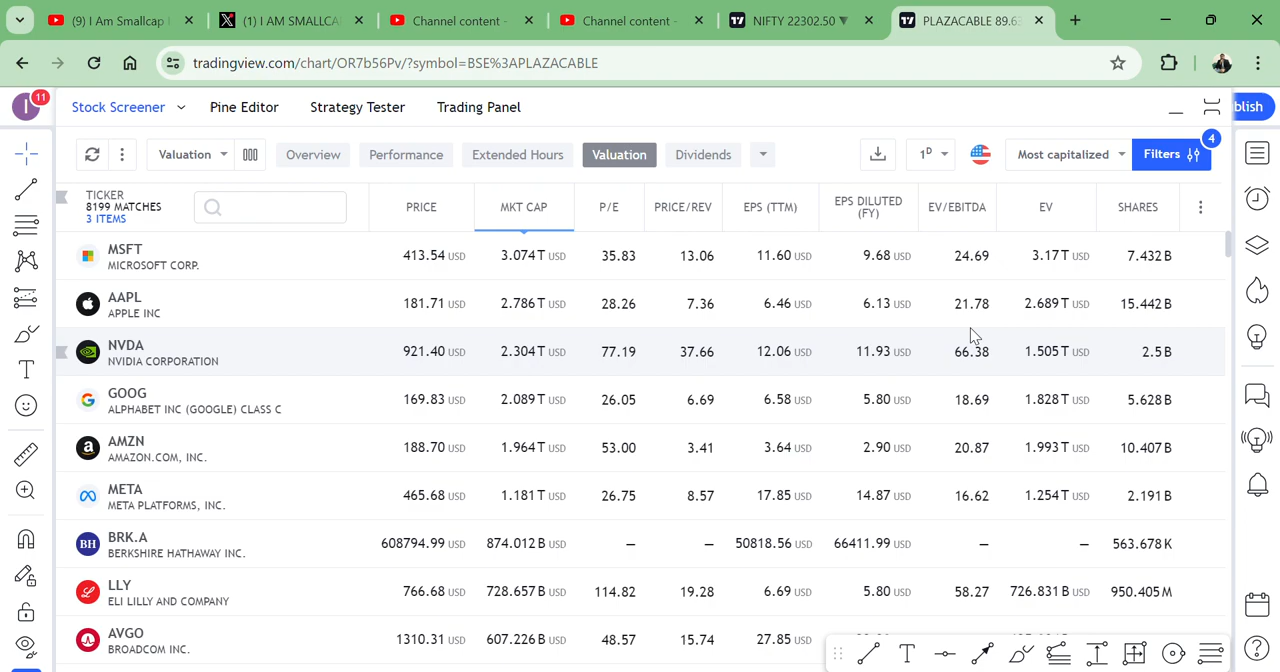 (9) I Am Smallcap
(1) I AM SMALLCA
Channel content -
Channel content -
NIFTY 22302.50 ▼
PLAZACABLE 89.6
tradingview.com/chart/OR7b56Pv/?symbol=BSE%3APLAZACABLE
I 11
Stock Screener
Pine Editor
Strategy Tester
Trading Panel
blish
Valuation
Overview
Performance
Extended Hours
Valuation
Dividends
1D
Most capitalized
Filters
4
TICKER
8199 MATCHES
3 ITEMS
PRICE MKT CAP P/E PRICE/REV EPS (TTM) EPS DILUTED (FY) EV/EBITDA EV SHARES
MSFT
MICROSOFT CORP.
413.54 USD 3.074 T USD 35.83 13.06 11.60 USD 9.68 USD 24.69 3.17 T USD 7.432 B
AAPL
APPLE INC
181.71 USD 2.786 T USD 28.26 7.36 6.46 USD 6.13 USD 21.78 2.689 T USD 15.442 B
NVDA
NVIDIA CORPORATION
921.40 USD 2.304 T USD 77.19 37.66 12.06 USD 11.93 USD 66.38 1.505 T USD 2.5 B
GOOG
ALPHABET INC (GOOGLE) CLASS C
169.83 USD 2.089 T USD 26.05 6.69 6.58 USD 5.80 USD 18.69 1.828 T USD 5.628 B
AMZN
AMAZON.COM, INC.
188.70 USD 1.964 T USD 53.00 3.41 3.64 USD 2.90 USD 20.87 1.993 T USD 10.407 B
META
META PLATFORMS, INC.
465.68 USD 1.181 T USD 26.75 8.57 17.85 USD 14.87 USD 16.62 1.254 T USD 2.191 B
BH
BRK.A
BERKSHIRE HATHAWAY INC.
608794.99 USD 874.012 B USD — — 50818.56 USD 66411.99 USD — — 563.678 K
LLY
ELI LILLY AND COMPANY
766.68 USD 728.657 B USD 114.82 19.28 6.69 USD 5.80 USD 58.27 726.831 B USD 950.405 M
AVGO
BROADCOM INC.
1310.31 USD 607.226 B USD 48.57 15.74 27.85 USD